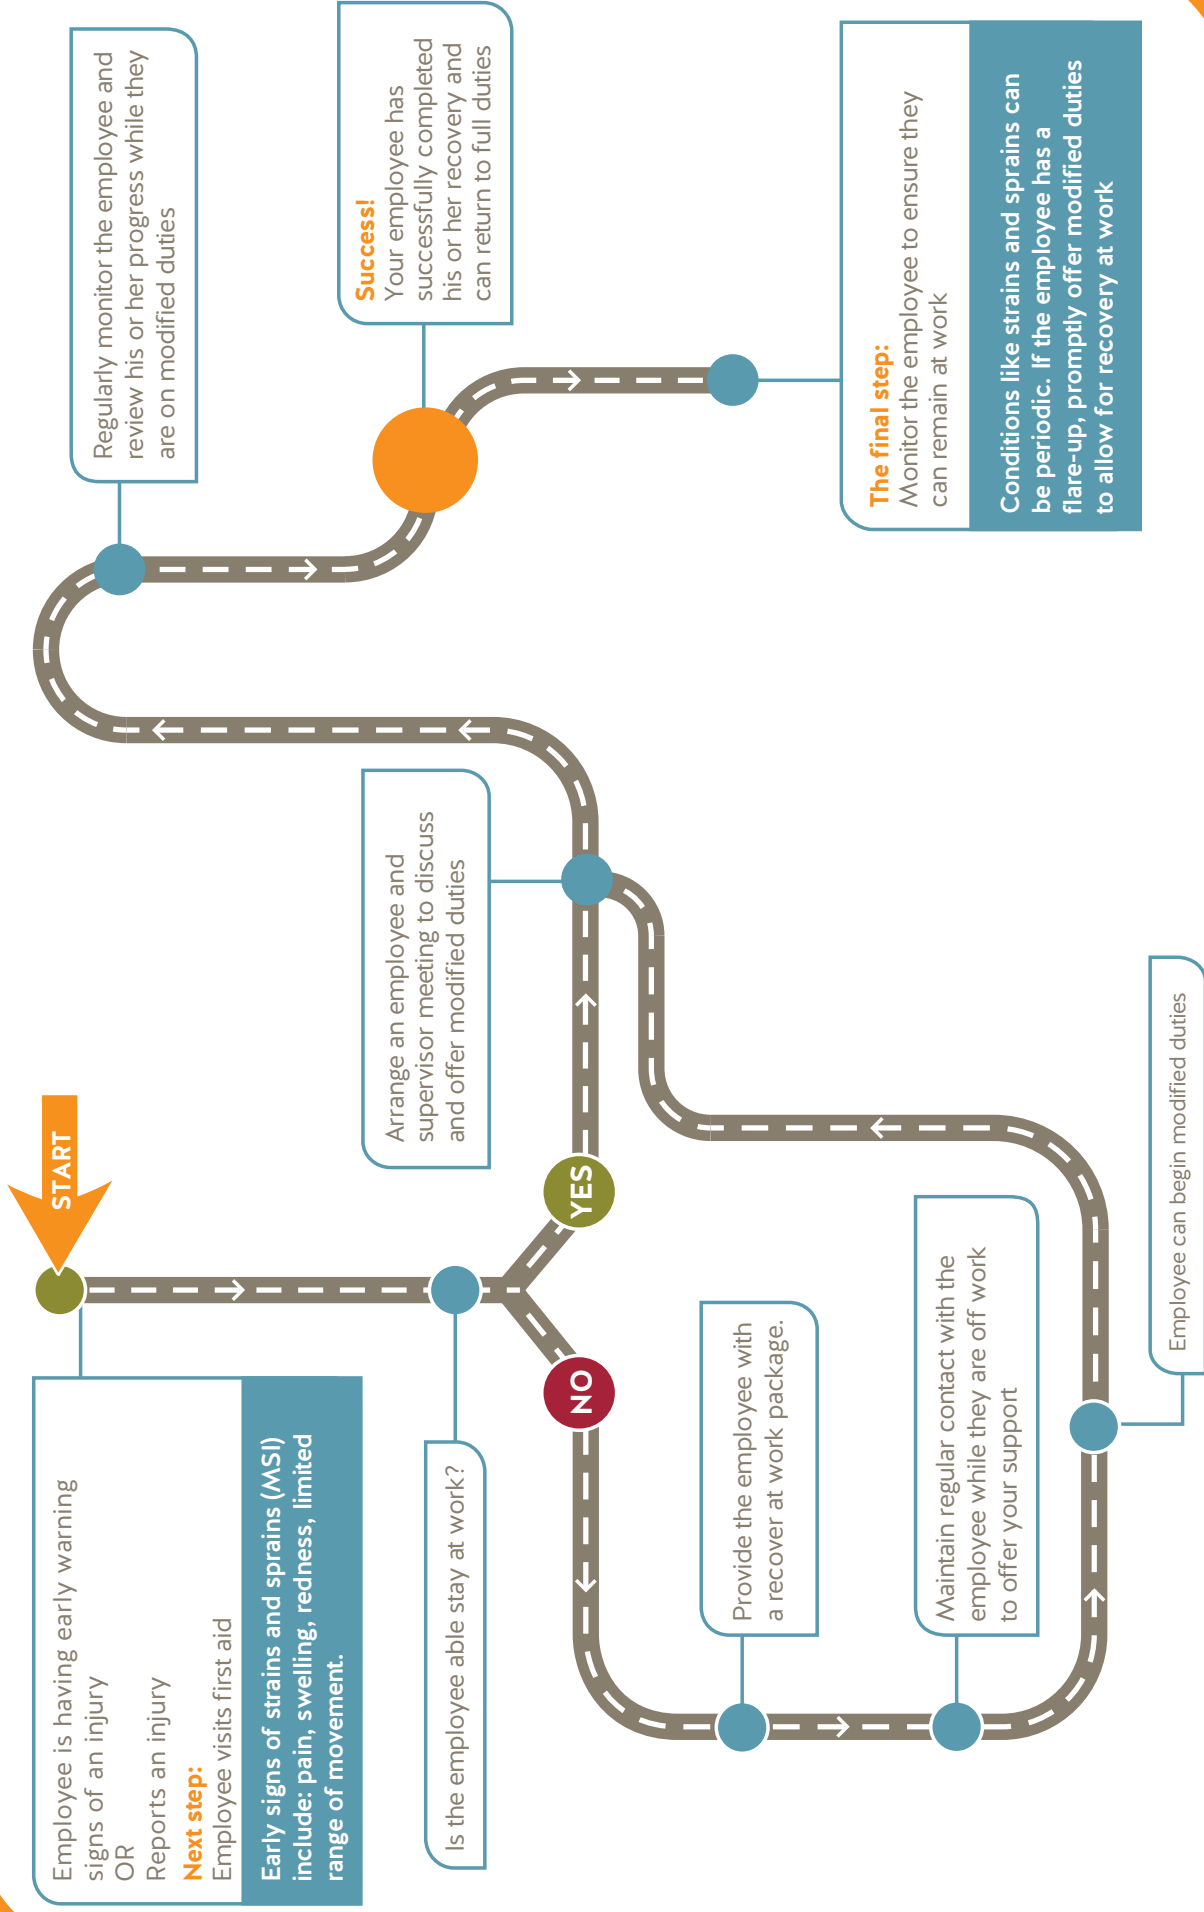 START
Employee is having early warning
signs of an injury
OR
Reports an injury
Next step:
Employee visits first aid
Early signs of strains and sprains (MSI)
include: pain, swelling, redness, limited
range of movement.
Is the employee able stay at work?
NO
YES
Provide the employee with
a recover at work package.
Maintain regular contact with the
employee while they are off work
to offer your support
Employee can begin modified duties
Arrange an employee and
supervisor meeting to discuss
and offer modified duties
Regularly monitor the employee and
review his or her progress while they
are on modified duties
Success!
Your employee has
successfully completed
his or her recovery and
can return to full duties
The final step:
Monitor the employee to ensure they
can remain at work
Conditions like strains and sprains can
be periodic. If the employee has a
flare-up, promptly offer modified duties
to allow for recovery at work